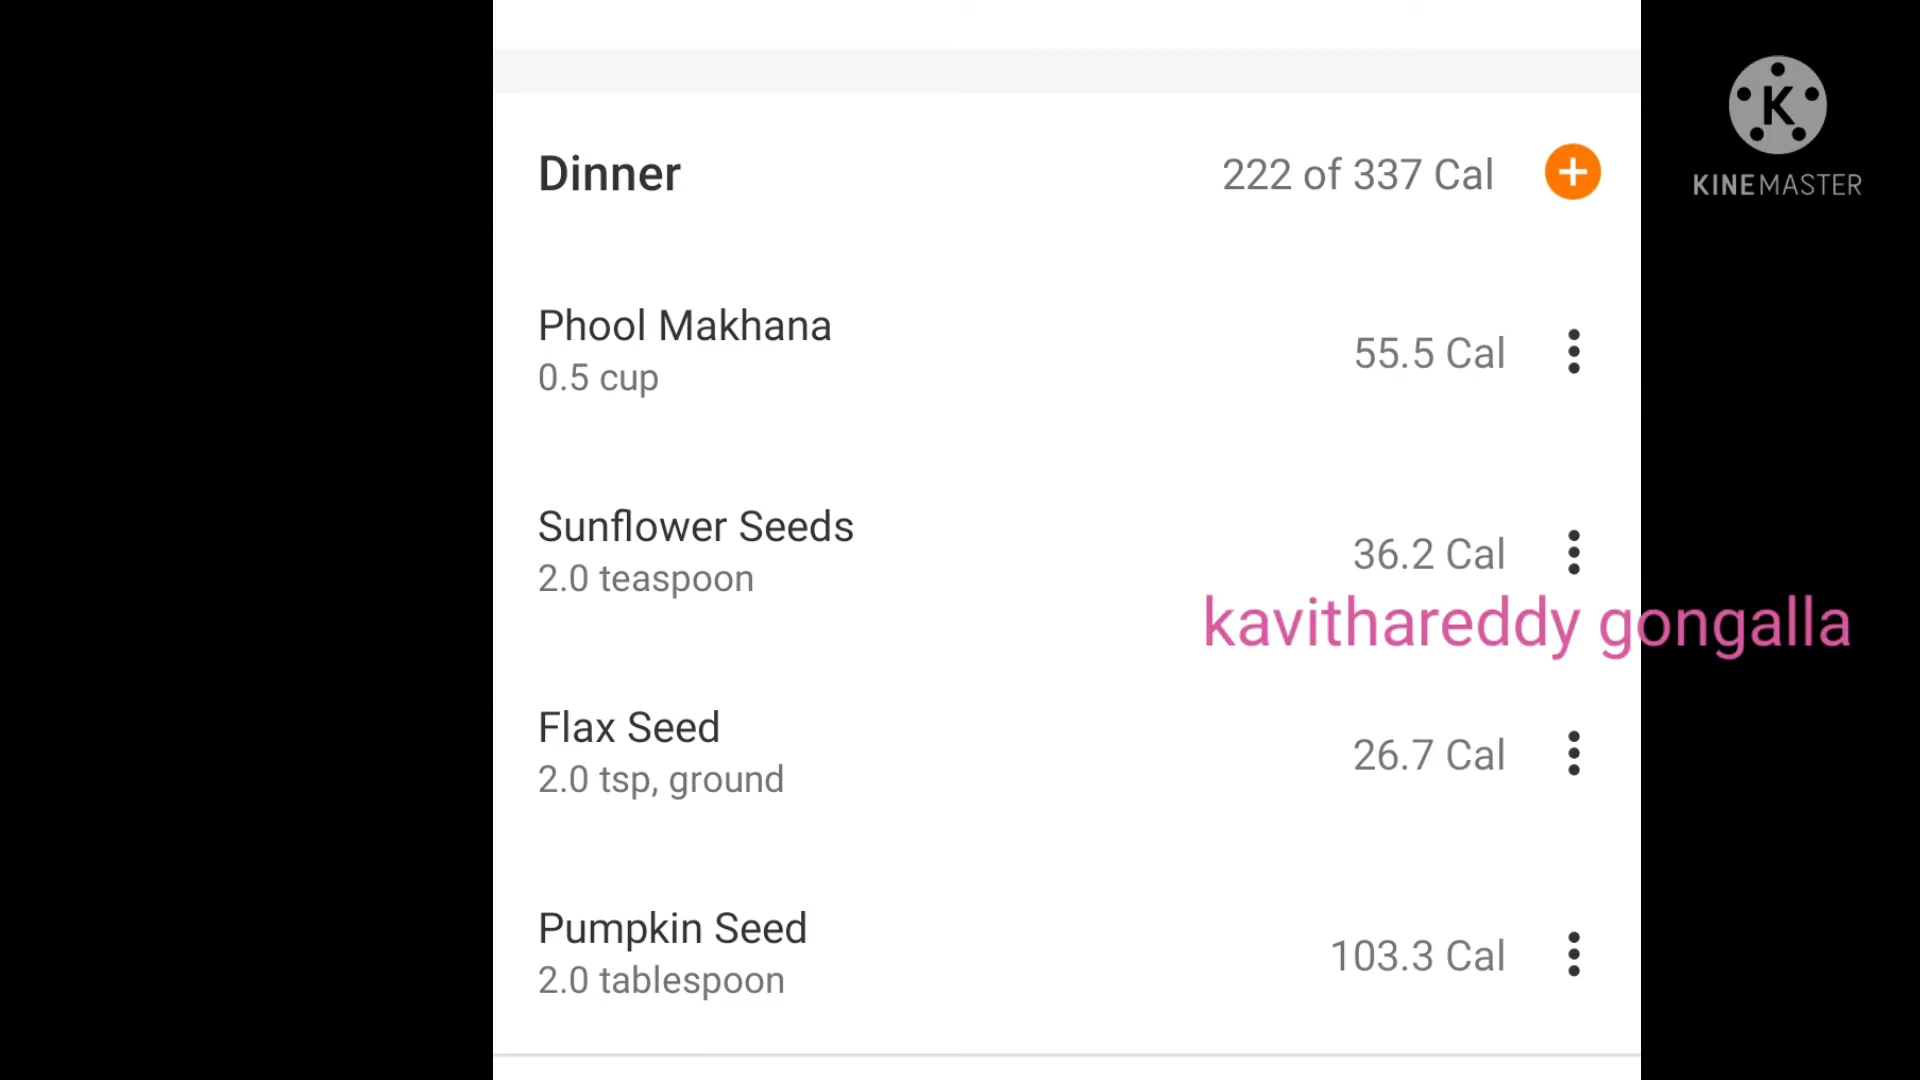 Dinner
222 of 337 Cal
K
KINEMASTER
Phool Makhana
0.5 cup
55.5 Cal
Sunflower Seeds
2.0 teaspoon
36.2 Cal
kavithareddy gongalla
Flax Seed
2.0 tsp, ground
26.7 Cal
Pumpkin Seed
2.0 tablespoon
103.3 Cal